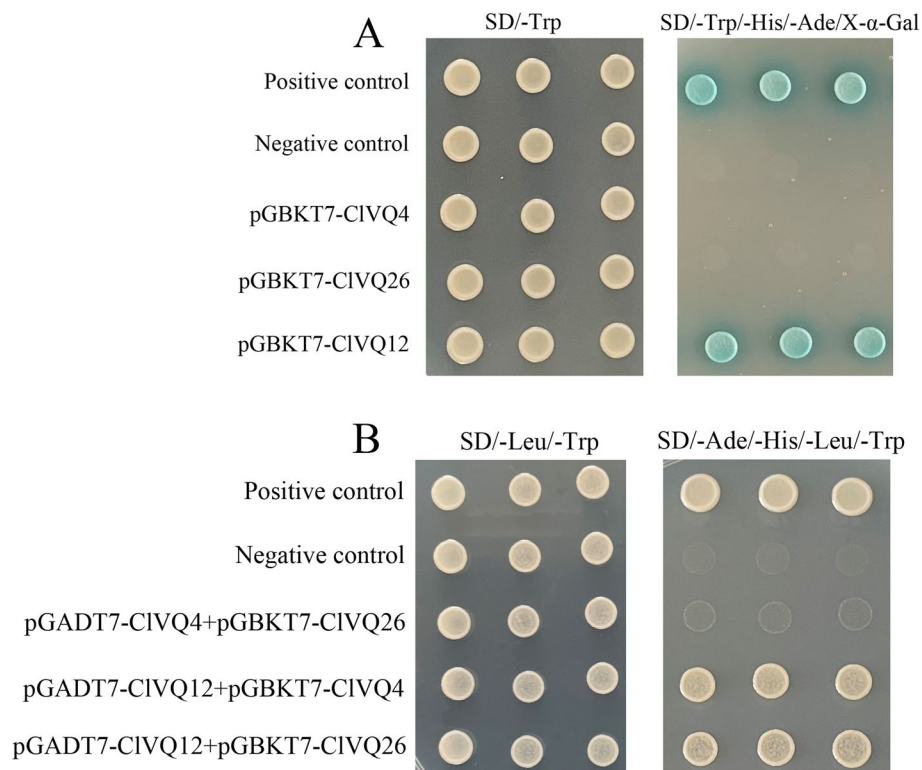 A
SD/-Trp
SD/-Trp/-His/-Ade/X-α-Gal
Positive control
Negative control
pGBKT7-ClVQ4
pGBKT7-ClVQ26
pGBKT7-ClVQ12
B
SD/-Leu/-Trp
SD/-Ade/-His/-Leu/-Trp
Positive control
Negative control
pGADT7-ClVQ4+pGBKT7-ClVQ26
pGADT7-ClVQ12+pGBKT7-ClVQ4
pGADT7-ClVQ12+pGBKT7-ClVQ26